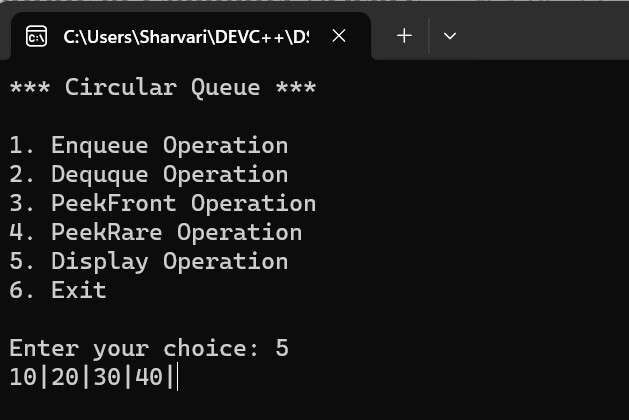 C:\Users\Sharvari\DEVC++\DS
*** Circular Queue ***
1. Enqueue Operation
2. Dequque Operation
3. PeekFront Operation
4. PeekRare Operation
5. Display Operation
6. Exit
Enter your choice: 5
10|20|30|40|